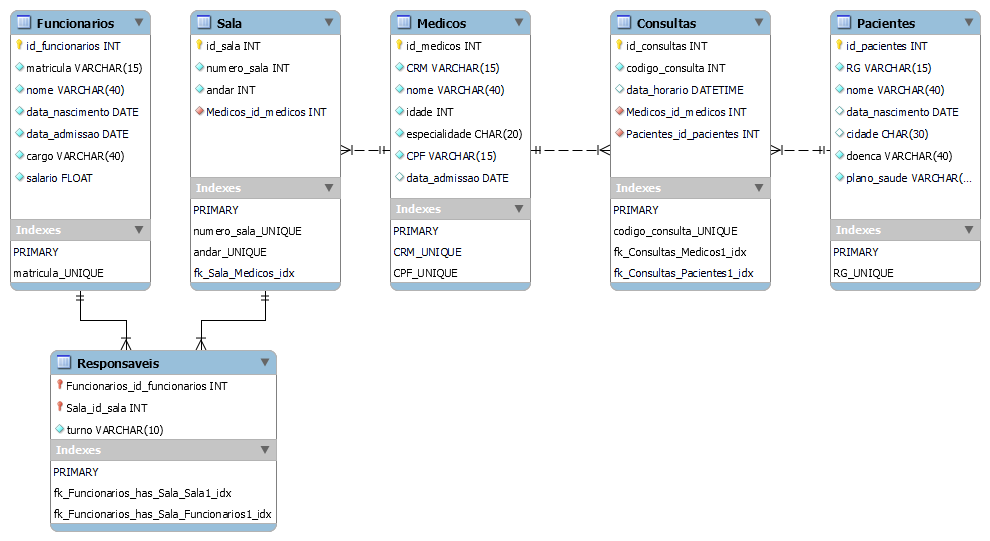 Funcionarios
id_funcionarios INT
matricula VARCHAR(15)
nome VARCHAR(40)
data_nascimento DATE
data_admissao DATE
cargo VARCHAR(40)
salario FLOAT
Indexes
PRIMARY
matricula_UNIQUE
Sala
id_sala INT
numero_sala INT
andar INT
Medicos_id_medicos INT
Indexes
PRIMARY
numero_sala_UNIQUE
andar_UNIQUE
fk_Sala_Medicos_idx
Medicos
id_medicos INT
CRM VARCHAR(15)
nome VARCHAR(40)
idade INT
especialidade CHAR(20)
CPF VARCHAR(15)
data_admissao DATE
Indexes
PRIMARY
CRM_UNIQUE
CPF_UNIQUE
Consultas
id_consultas INT
codigo_consulta INT
data_horario DATETIME
Medicos_id_medicos INT
Pacientes_id_pacientes INT
Indexes
PRIMARY
codigo_consulta_UNIQUE
fk_Consultas_Medicos1_idx
fk_Consultas_Pacientes1_idx
Pacientes
id_pacientes INT
RG VARCHAR(15)
nome VARCHAR(40)
data_nascimento DATE
cidade CHAR(30)
doenca VARCHAR(40)
plano_saude VARCHAR(...
Indexes
PRIMARY
RG_UNIQUE
Responsaveis
Funcionarios_id_funcionarios INT
Sala_id_sala INT
turno VARCHAR(10)
Indexes
PRIMARY
fk_Funcionarios_has_Sala_Sala1_idx
fk_Funcionarios_has_Sala_Funcionarios1_idx